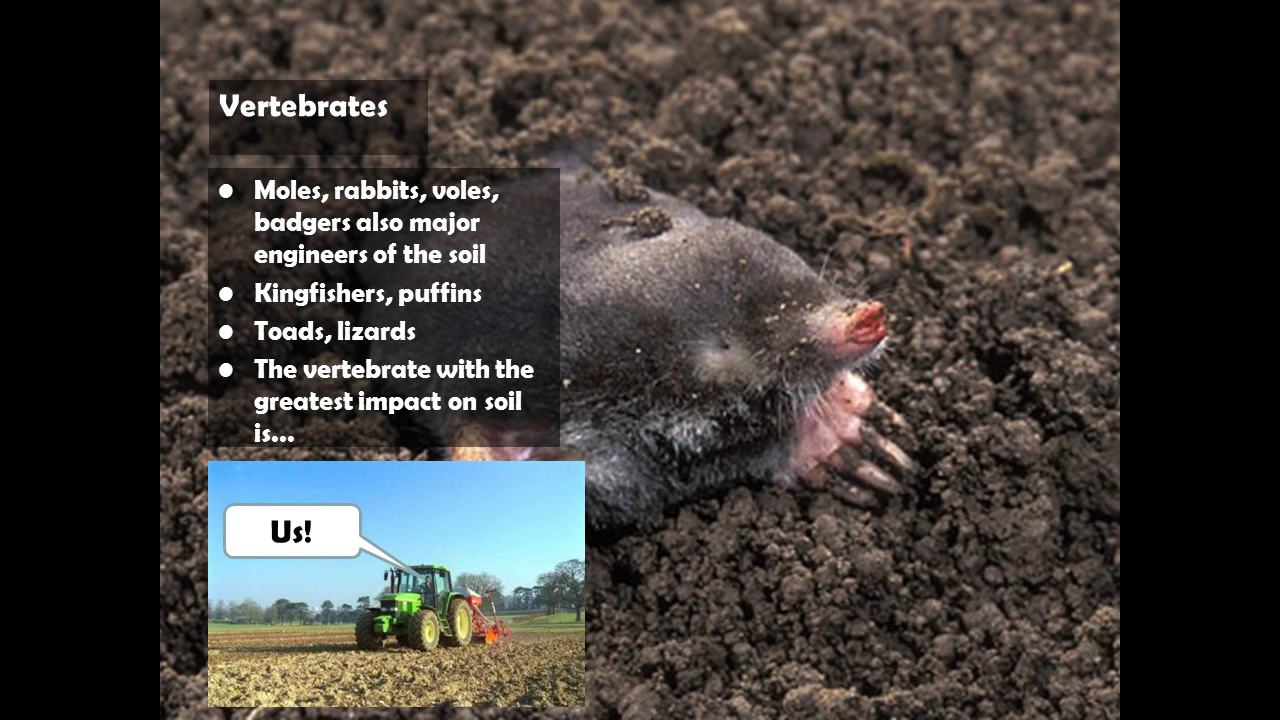 Vertebrates
• Moles, rabbits, voles,
badgers also major
engineers of the soil
• Kingfishers, puffins
• Toads, lizards
• The vertebrate with the
greatest impact on soil
is...
Us!